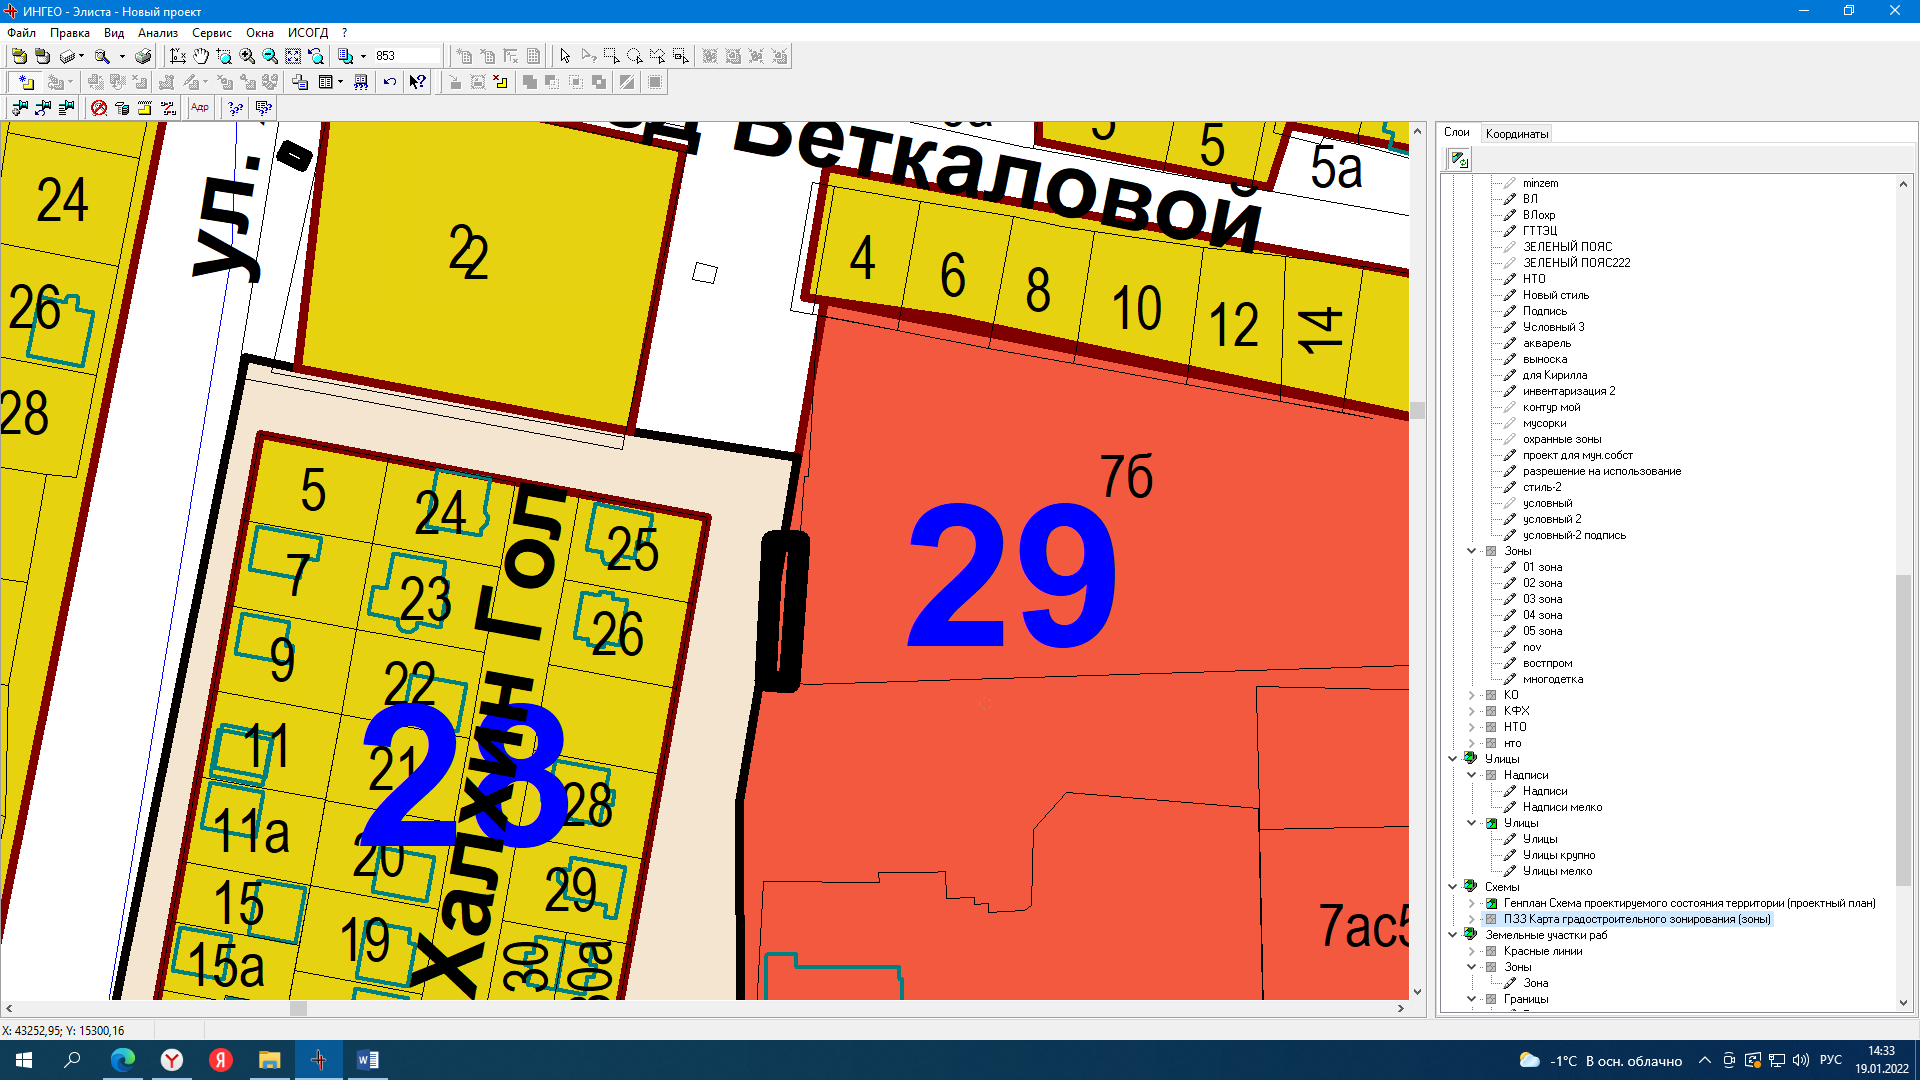 ИНГЕО - Элиста - Новый проект
Файл Правка Вид Анализ Сервис Окна ИСОГД ?
853
Адр
Слои Координаты
minzem
ВЛ
ВЛохр
ГТТЭЦ
ЗЕЛЕНЫЙ ПОЯС
ЗЕЛЕНЫЙ ПОЯС222
НТО
Новый стиль
Подпись
Условный 3
акварель
выноска
для Кирилла
инвентаризация 2
контур мой
мусорки
охранные зоны
проект для мун.собст
разрешение на использование
стиль-2
условный
условный 2
условный-2 подпись
Зоны
01 зона
02 зона
03 зона
04 зона
05 зона
nov
востпром
многодетка
КО
КФХ
НТО
нто
Улицы
Надписи
Надписи
Надписи мелко
Улицы
Улицы
Улицы крупно
Улицы мелко
Схемы
Генплан Схема проектируемого состояния территории (проектный план)
ПЗЗ Карта градостроительного зонирования (зоны)
Земельные участки раб
Красные линии
Зоны
Зона
Границы
ул.
Веткаловой
5
5а
24
26
28
2
2
4
6
8
10
12
14
7б
29
5
24
25
7
23
26
9
22
11
21
28
11а
20
29
15
19
30
15а
23
Халхин Гол
X: 43252,95; Y: 15300,16
-1°C В осн. облачно
РУС
14:33
19.01.2022